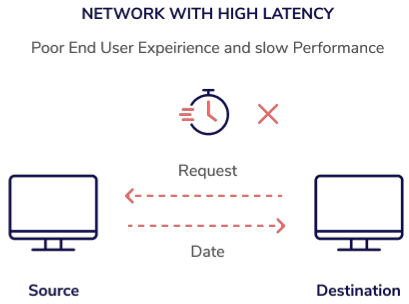 NETWORK WITH HIGH LATENCY
Poor End User Expeirience and slow Performance
Request
Date
Source
Destination